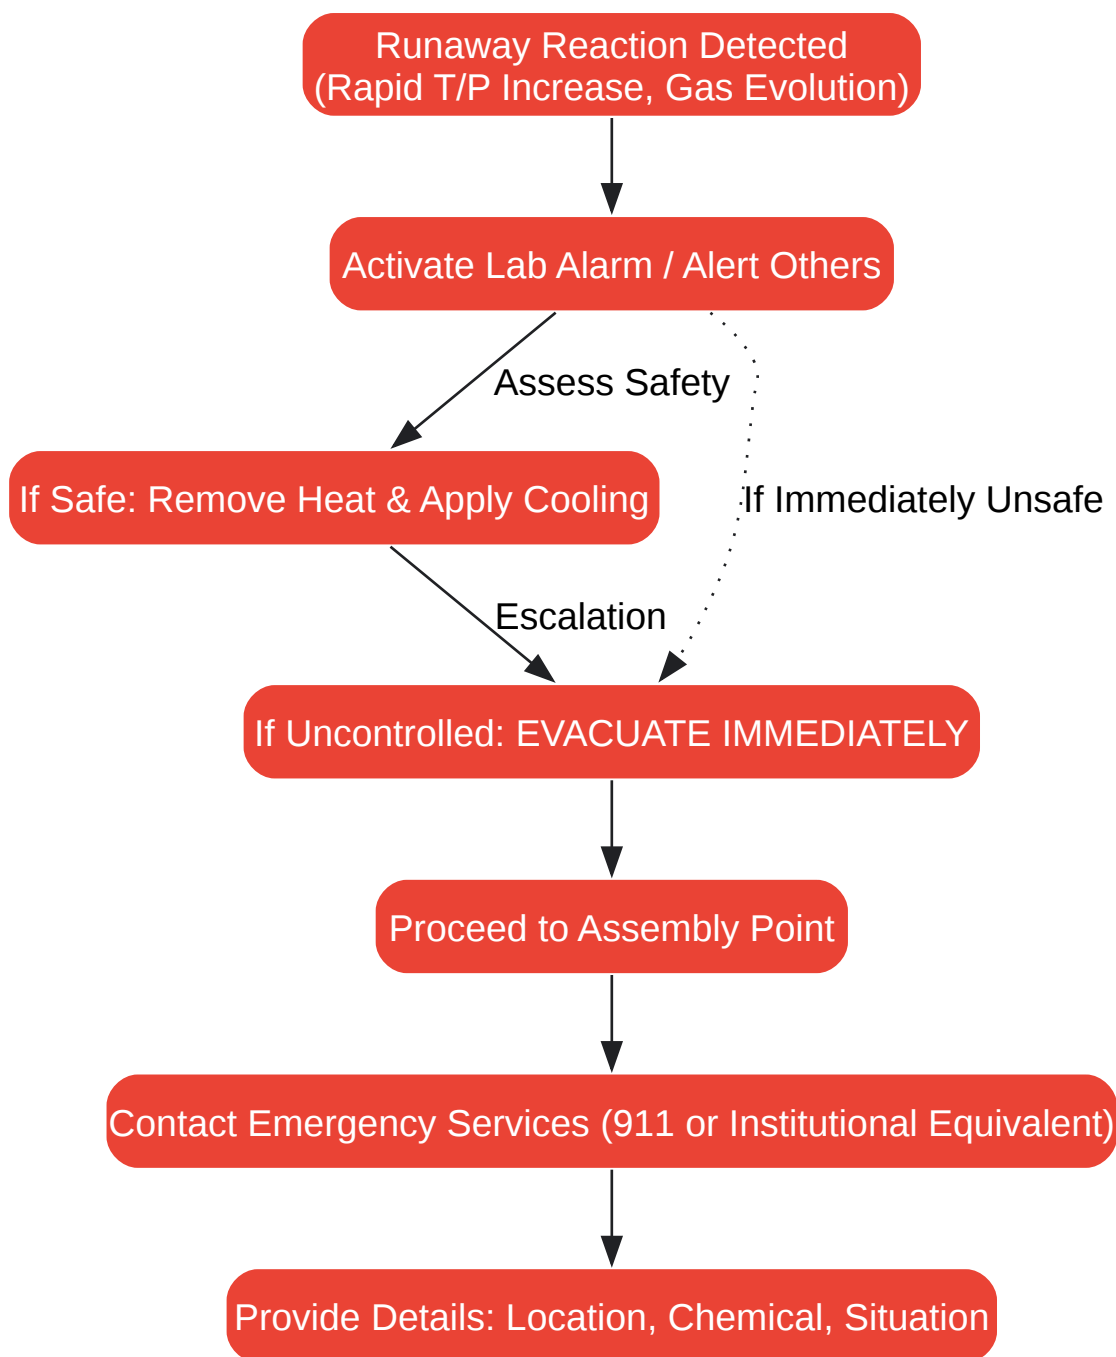 Runaway Reaction Detected
(Rapid T/P Increase, Gas Evolution)
Activate Lab Alarm / Alert Others
Assess Safety
If Safe: Remove Heat & Apply Cooling
If Immediately Unsafe
Escalation
If Uncontrolled: EVACUATE IMMEDIATELY
Proceed to Assembly Point
Contact Emergency Services (911 or Institutional Equivalent)
Provide Details: Location, Chemical, Situation